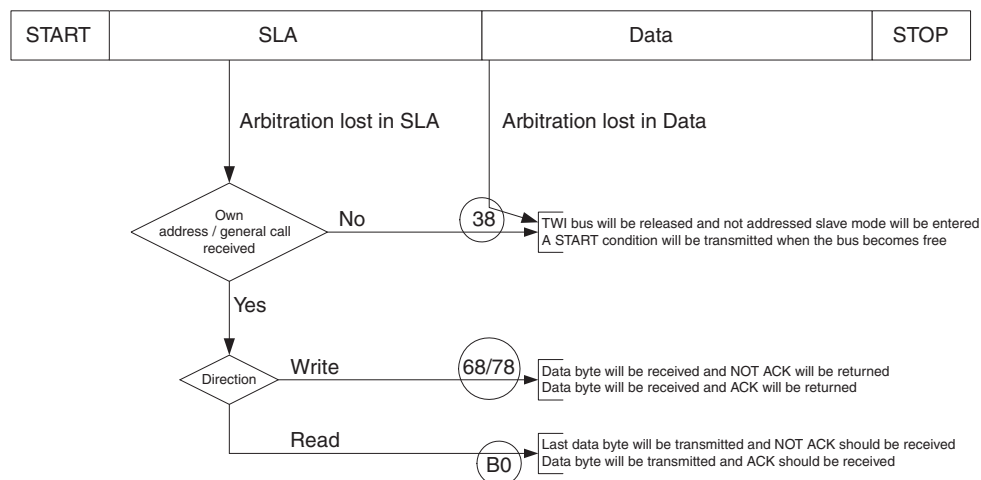 START SLA Data STOP
Arbitration lost in SLA Arbitration lost in Data
Own
address / general call
received
No
38
TWI bus will be released and not addressed slave mode will be entered
A START condition will be transmitted when the bus becomes free
Yes
Direction
Write
68/78
Data byte will be received and NOT ACK will be returned
Data byte will be received and ACK will be returned
Read
B0
Last data byte will be transmitted and NOT ACK should be received
Data byte will be transmitted and ACK should be received